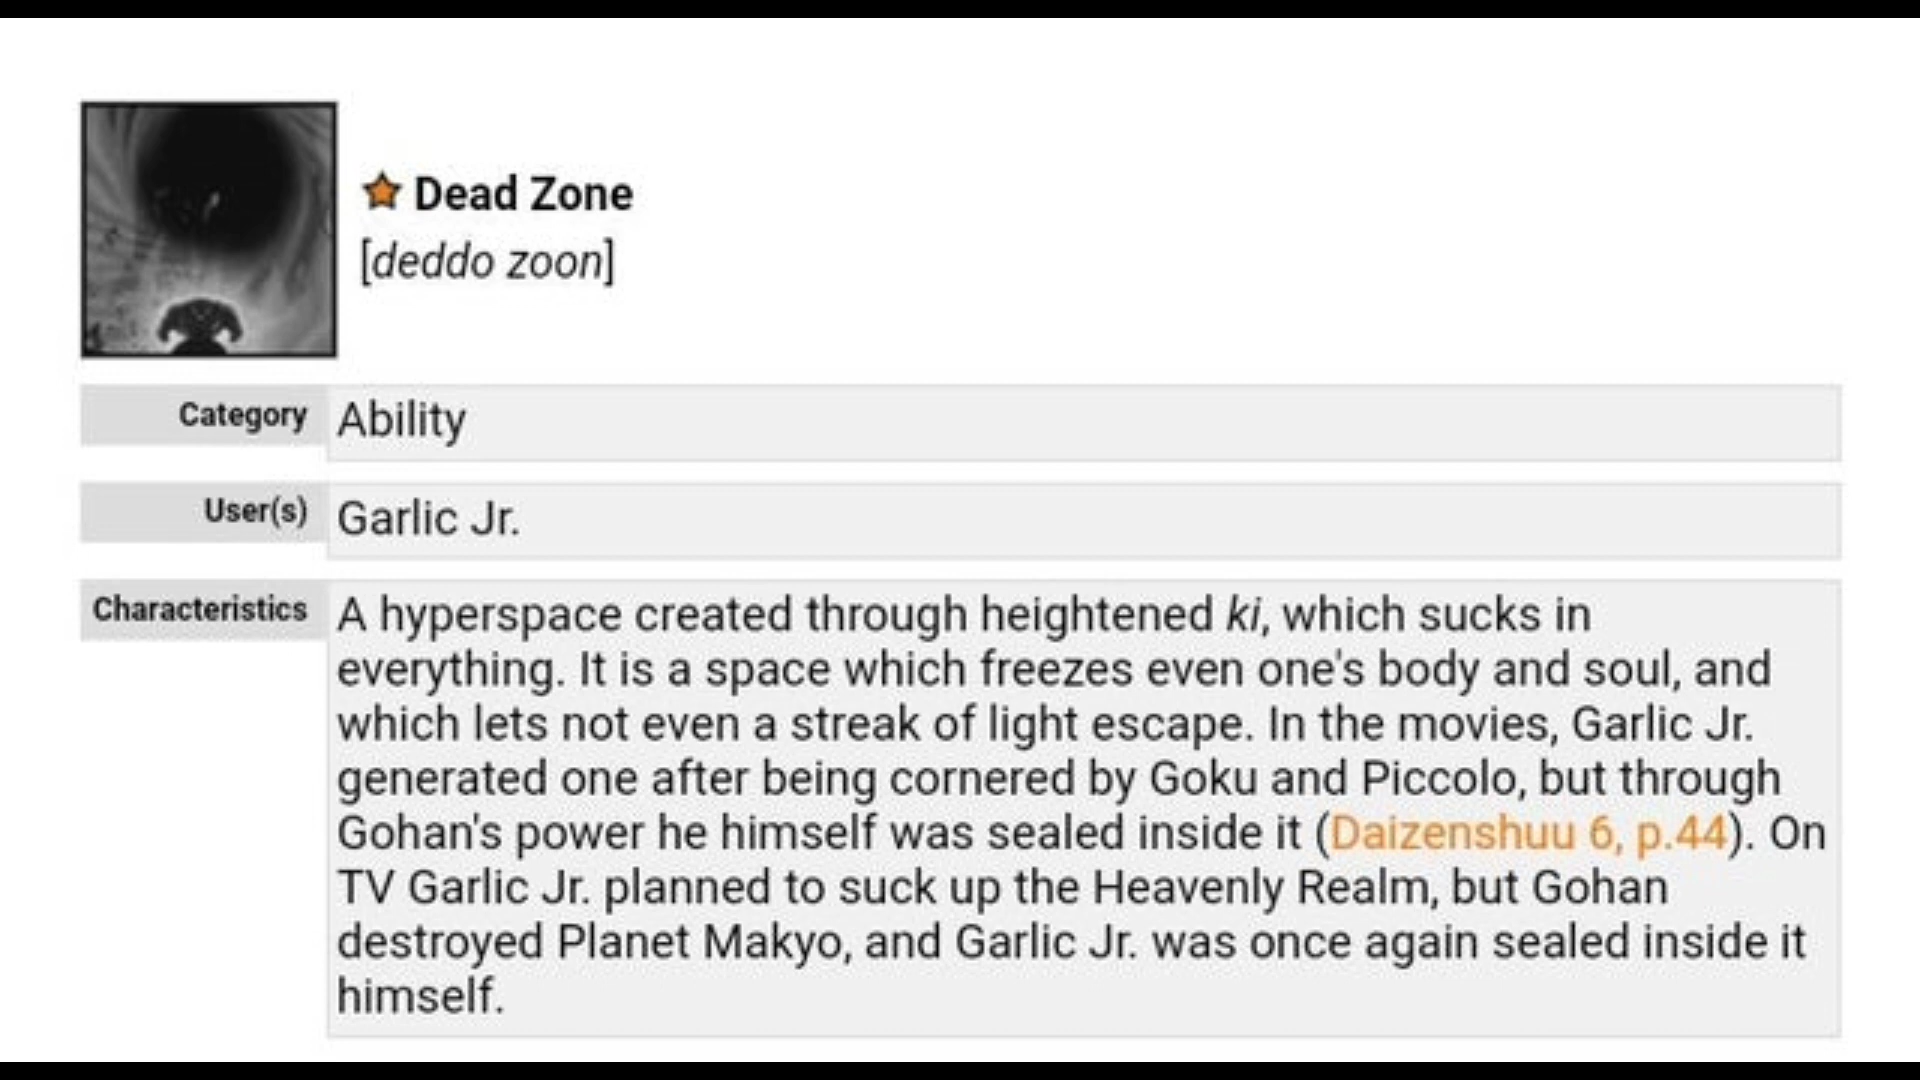 Dead Zone
[deddo zoon]
Category Ability
User(s) Garlic Jr.
Characteristics A hyperspace created through heightened ki, which sucks in
everything. It is a space which freezes even one's body and soul, and
which lets not even a streak of light escape. In the movies, Garlic Jr.
generated one after being cornered by Goku and Piccolo, but through
Gohan's power he himself was sealed inside it (Daizenshuu 6, p.44). On
TV Garlic Jr. planned to suck up the Heavenly Realm, but Gohan
destroyed Planet Makyo, and Garlic Jr. was once again sealed inside it
himself.